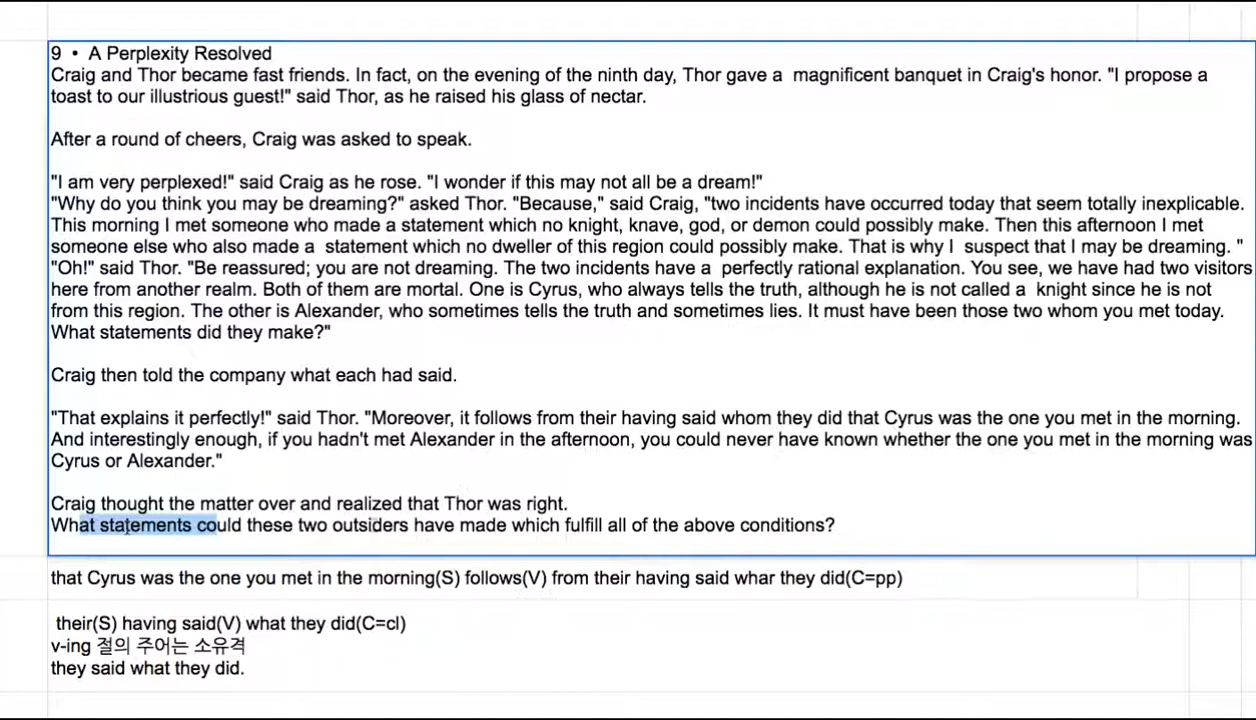 9 • A Perplexity Resolved
Craig and Thor became fast friends. In fact, on the evening of the ninth day, Thor gave a  magnificent banquet in Craig's honor. "I propose a
toast to our illustrious guest!" said Thor, as he raised his glass of nectar.
After a round of cheers, Craig was asked to speak.
"I am very perplexed!" said Craig as he rose. "I wonder if this may not all be a dream!"
"Why do you think you may be dreaming?" asked Thor. "Because," said Craig, "two incidents have occurred today that seem totally inexplicable.
This morning I met someone who made a statement which no knight, knave, god, or demon could possibly make. Then this afternoon I met
someone else who also made a  statement which no dweller of this region could possibly make. That is why I  suspect that I may be dreaming. "
"Oh!" said Thor. "Be reassured; you are not dreaming. The two incidents have a  perfectly rational explanation. You see, we have had two visitors
here from another realm. Both of them are mortal. One is Cyrus, who always tells the truth, although he is not called a  knight since he is not
from this region. The other is Alexander, who sometimes tells the truth and sometimes lies. It must have been those two whom you met today.
What statements did they make?"
Craig then told the company what each had said.
"That explains it perfectly!" said Thor. "Moreover, it follows from their having said whom they did that Cyrus was the one you met in the morning.
And interestingly enough, if you hadn't met Alexander in the afternoon, you could never have known whether the one you met in the morning was
Cyrus or Alexander."
Craig thought the matter over and realized that Thor was right.
What statements could these two outsiders have made which fulfill all of the above conditions?
that Cyrus was the one you met in the morning(S) follows(V) from their having said whar they did(C=pp)
their(S) having said(V) what they did(C=cl)
v-ing 절의 주어는 소유격
they said what they did.